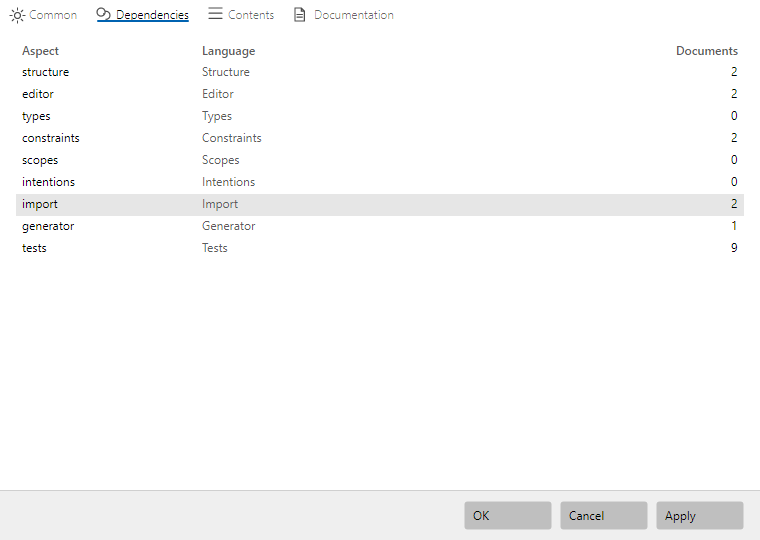 Common Dependencies Contents Documentation
Aspect Language Documents
structure Structure 2
editor Editor 2
types Types 0
constraints Constraints 2
scopes Scopes 0
intentions Intentions 0
import Import 2
generator Generator 1
tests Tests 9
OK Cancel Apply